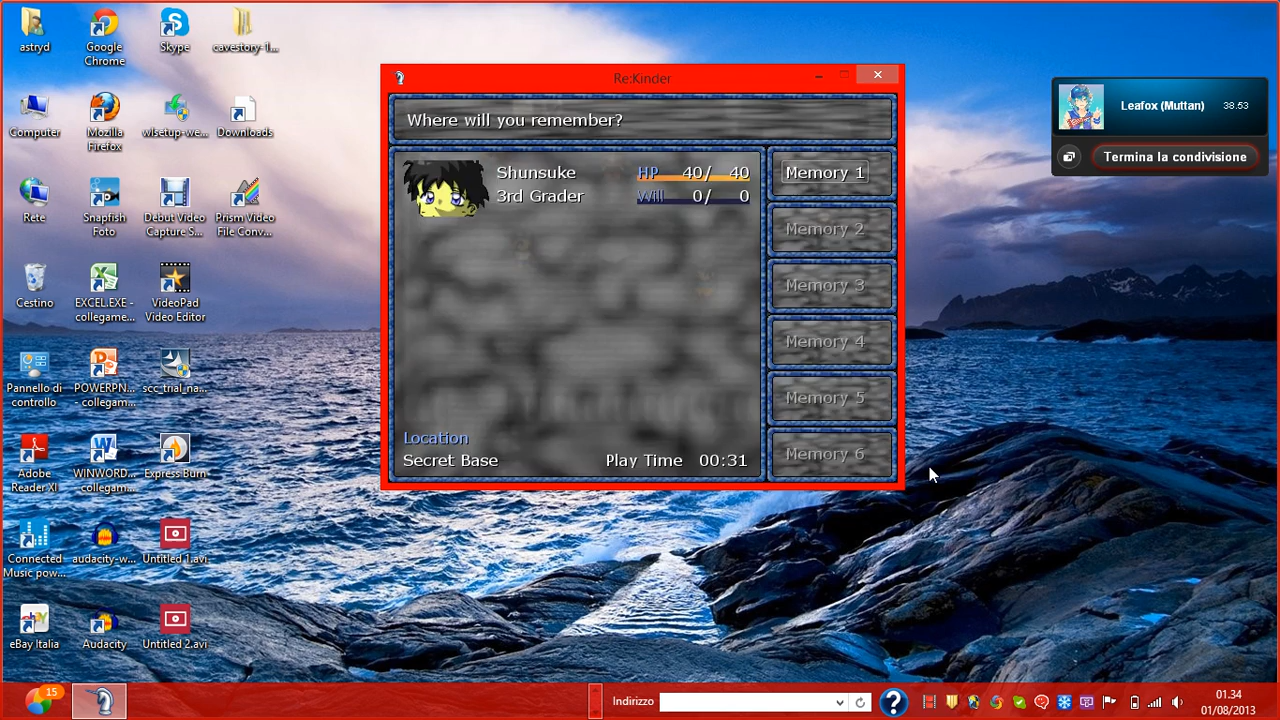 astryd
Google Chrome
Skype
cavestory-1...
Computer
Mozilla Firefox
wlsetup-we...
Downloads
Rete
Snapfish Foto
Debut Video Capture S...
Prism Video File Conv...
Cestino
EXCEL.EXE - collegame...
VideoPad Video Editor
Pannello di controllo
POWERPN... - collegam...
scc_trial_na...
Adobe Reader XI
WINWORD... - collegam...
Express Burn
Connected Music pow...
audacity-w...
Untitled 1.avi
eBay Italia
Audacity
Untitled 2.avi
Re:Kinder
Where will you remember?
Shunsuke
HP 40/ 40
3rd Grader
Will 0/ 0
Location
Secret Base
Play Time 00:31
Memory 1
Memory 2
Memory 3
Memory 4
Memory 5
Memory 6
Leafox (Muttan) 38.53
Termina la condivisione
15
Indirizzo
01.34
01/08/2013